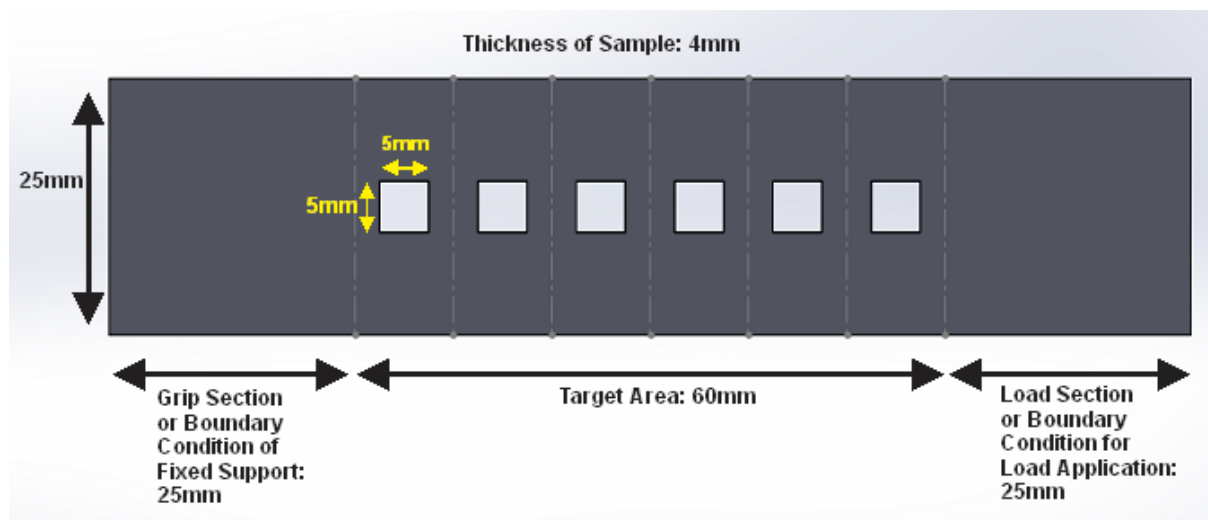 Thickness of Sample: 4mm
5mm
25mm
5mm
Grip Section
or Boundary
Condition of
Fixed Support:
25mm
Target Area: 60mm
Load Section
or Boundary
Condition for
Load Application:
25mm